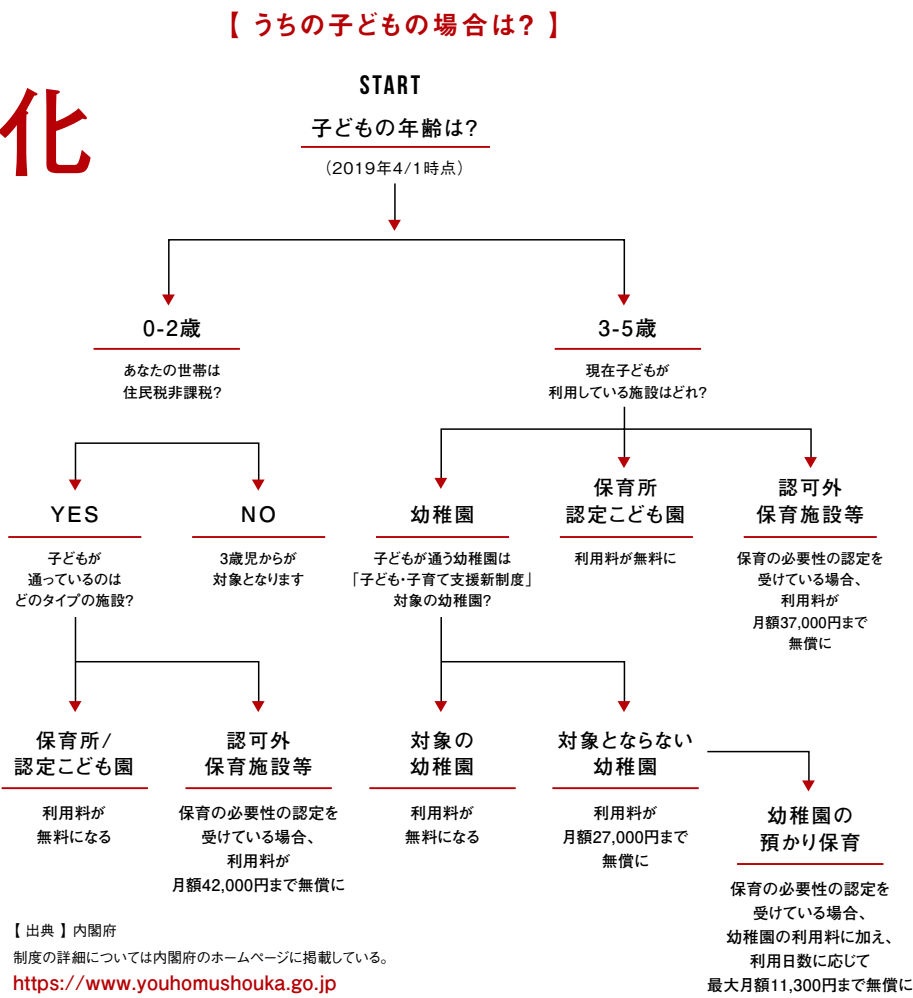 【 うちの子どもの場合は? 】
化
START
子どもの年齢は?
（2019年4/1時点）
0-2歳
あなたの世帯は
住民税非課税?
3-5歳
現在子どもが
利用している施設はどれ?
YES
子どもが
通っているのは
どのタイプの施設?
NO
3歳児からが
対象となります
幼稚園
子どもが通う幼稚園は
「子ども・子育て支援新制度」
対象の幼稚園?
保育所
認定こども園
利用料が無料に
認可外
保育施設等
保育の必要性の認定を
受けている場合、
利用料が
月額37,000円まで
無償に
保育所/
認定こども園
利用料が
無料になる
認可外
保育施設等
保育の必要性の認定を
受けている場合、
利用料が
月額42,000円まで無償に
対象の
幼稚園
利用料が
無料になる
対象とならない
幼稚園
利用料が
月額27,000円まで
無償に
幼稚園の
預かり保育
保育の必要性の認定を
受けている場合、
幼稚園の利用料に加え、
利用日数に応じて
最大月額11,300円まで無償に
【 出典 】内閣府
制度の詳細については内閣府のホームページに掲載している。
https://www.youhomushouka.go.jp